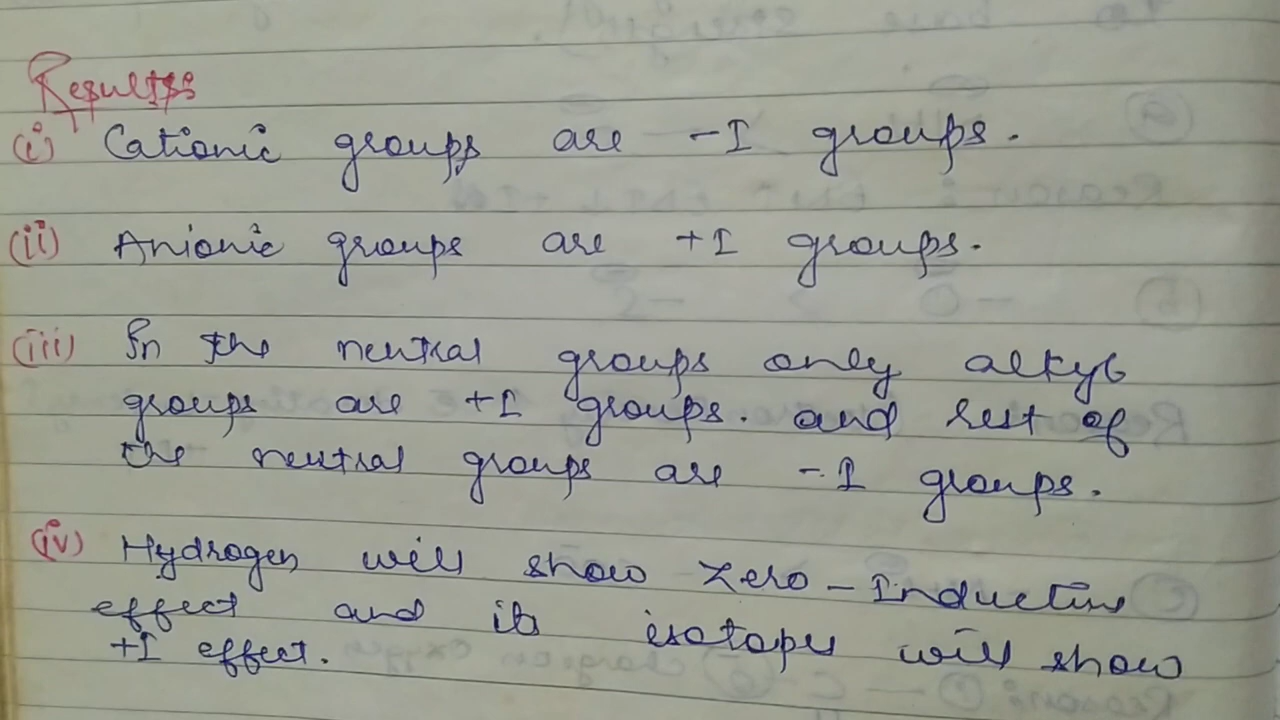 Results
(i) Cationic groups are -I groups.
(ii) Anionic groups are +I groups.
(iii) In the neutral groups only alkyl
groups are +I groups. and rest of
the neutral groups are -I groups.
(iv) Hydrogen will show zero-Inductive
effect and its isotopes will show
+I effect.